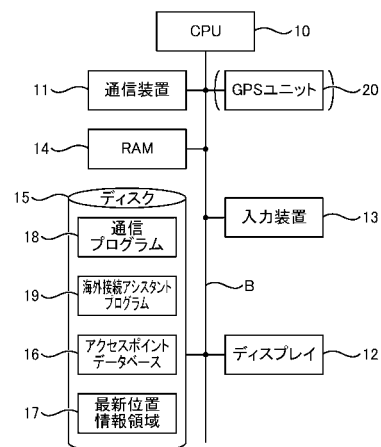 CPU
10
11
通信装置
GPSユニット
20
14
RAM
15
ディスク
18
通信
プログラム
入力装置
13
19
海外接続アシスタント
プログラム
B
16
アクセスポイント
データベース
ディスプレイ
12
17
最新位置
情報領域